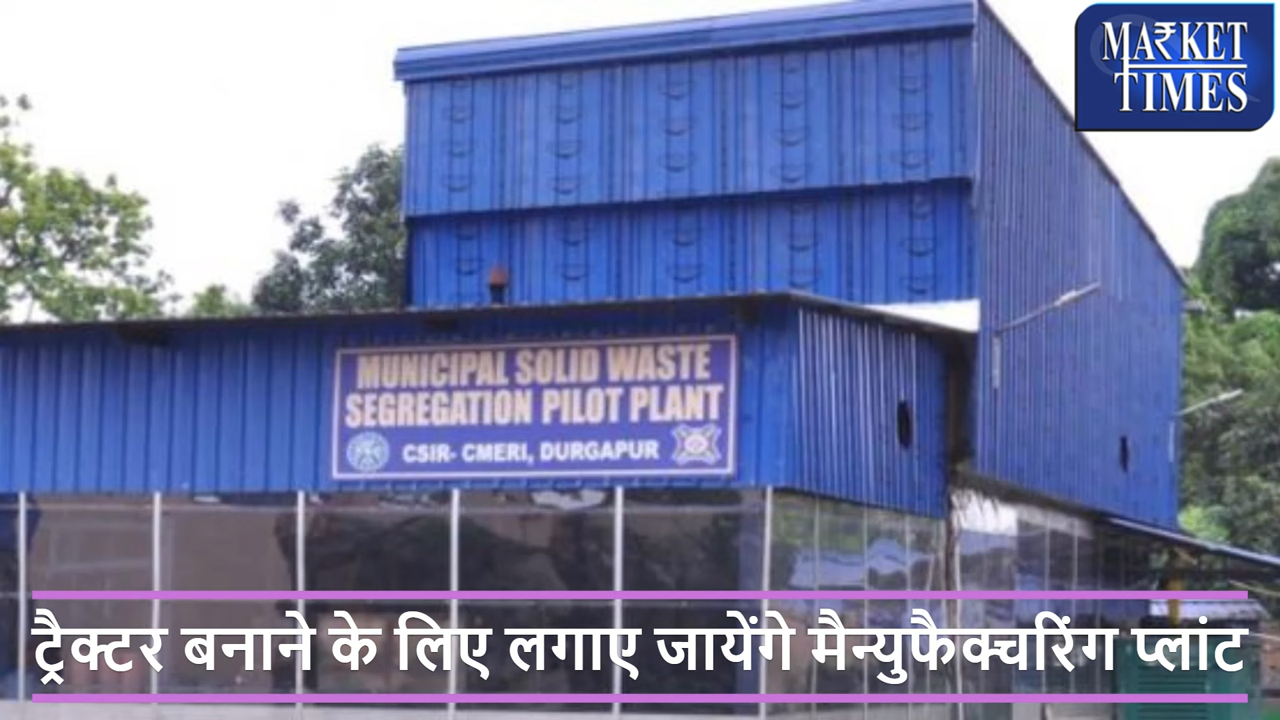 MA₹KET
TIMES
MUNICIPAL SOLID WASTE
SEGREGATION PILOT PLANT
CSIR- CMERI, DURGAPUR
ट्रैक्टर बनाने के लिए लगाए जायेंगे मैन्युफैक्चरिंग प्लांट